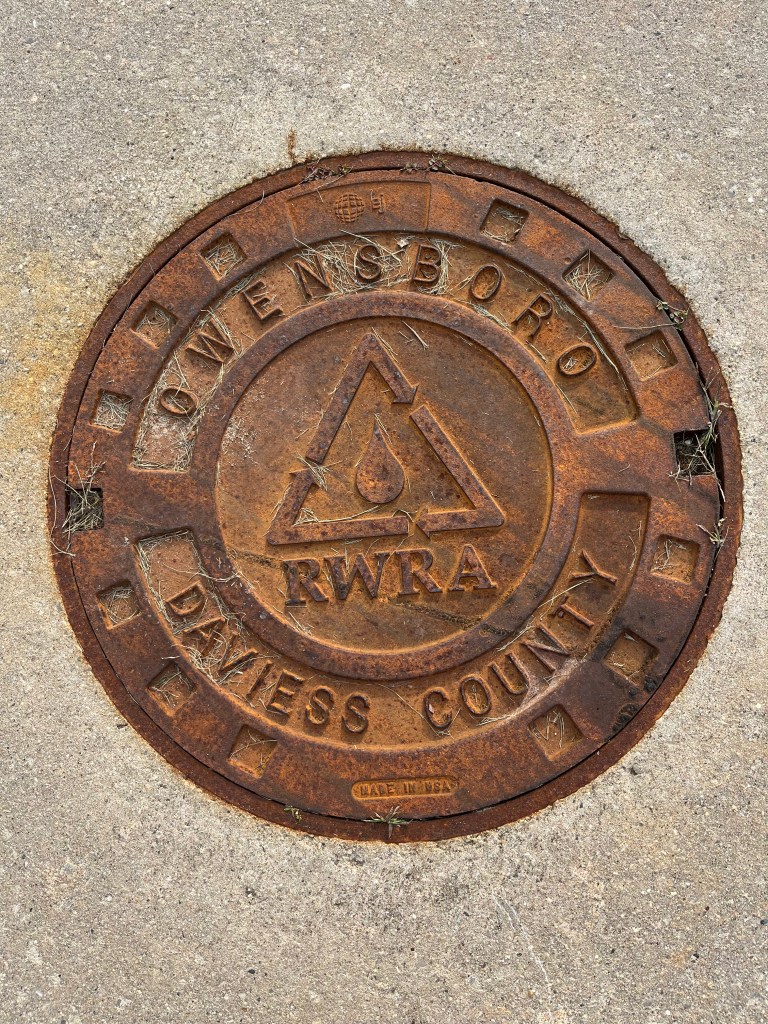 OWENSBORO
RWRA
DAVIESS COUNTY
MADE IN USA